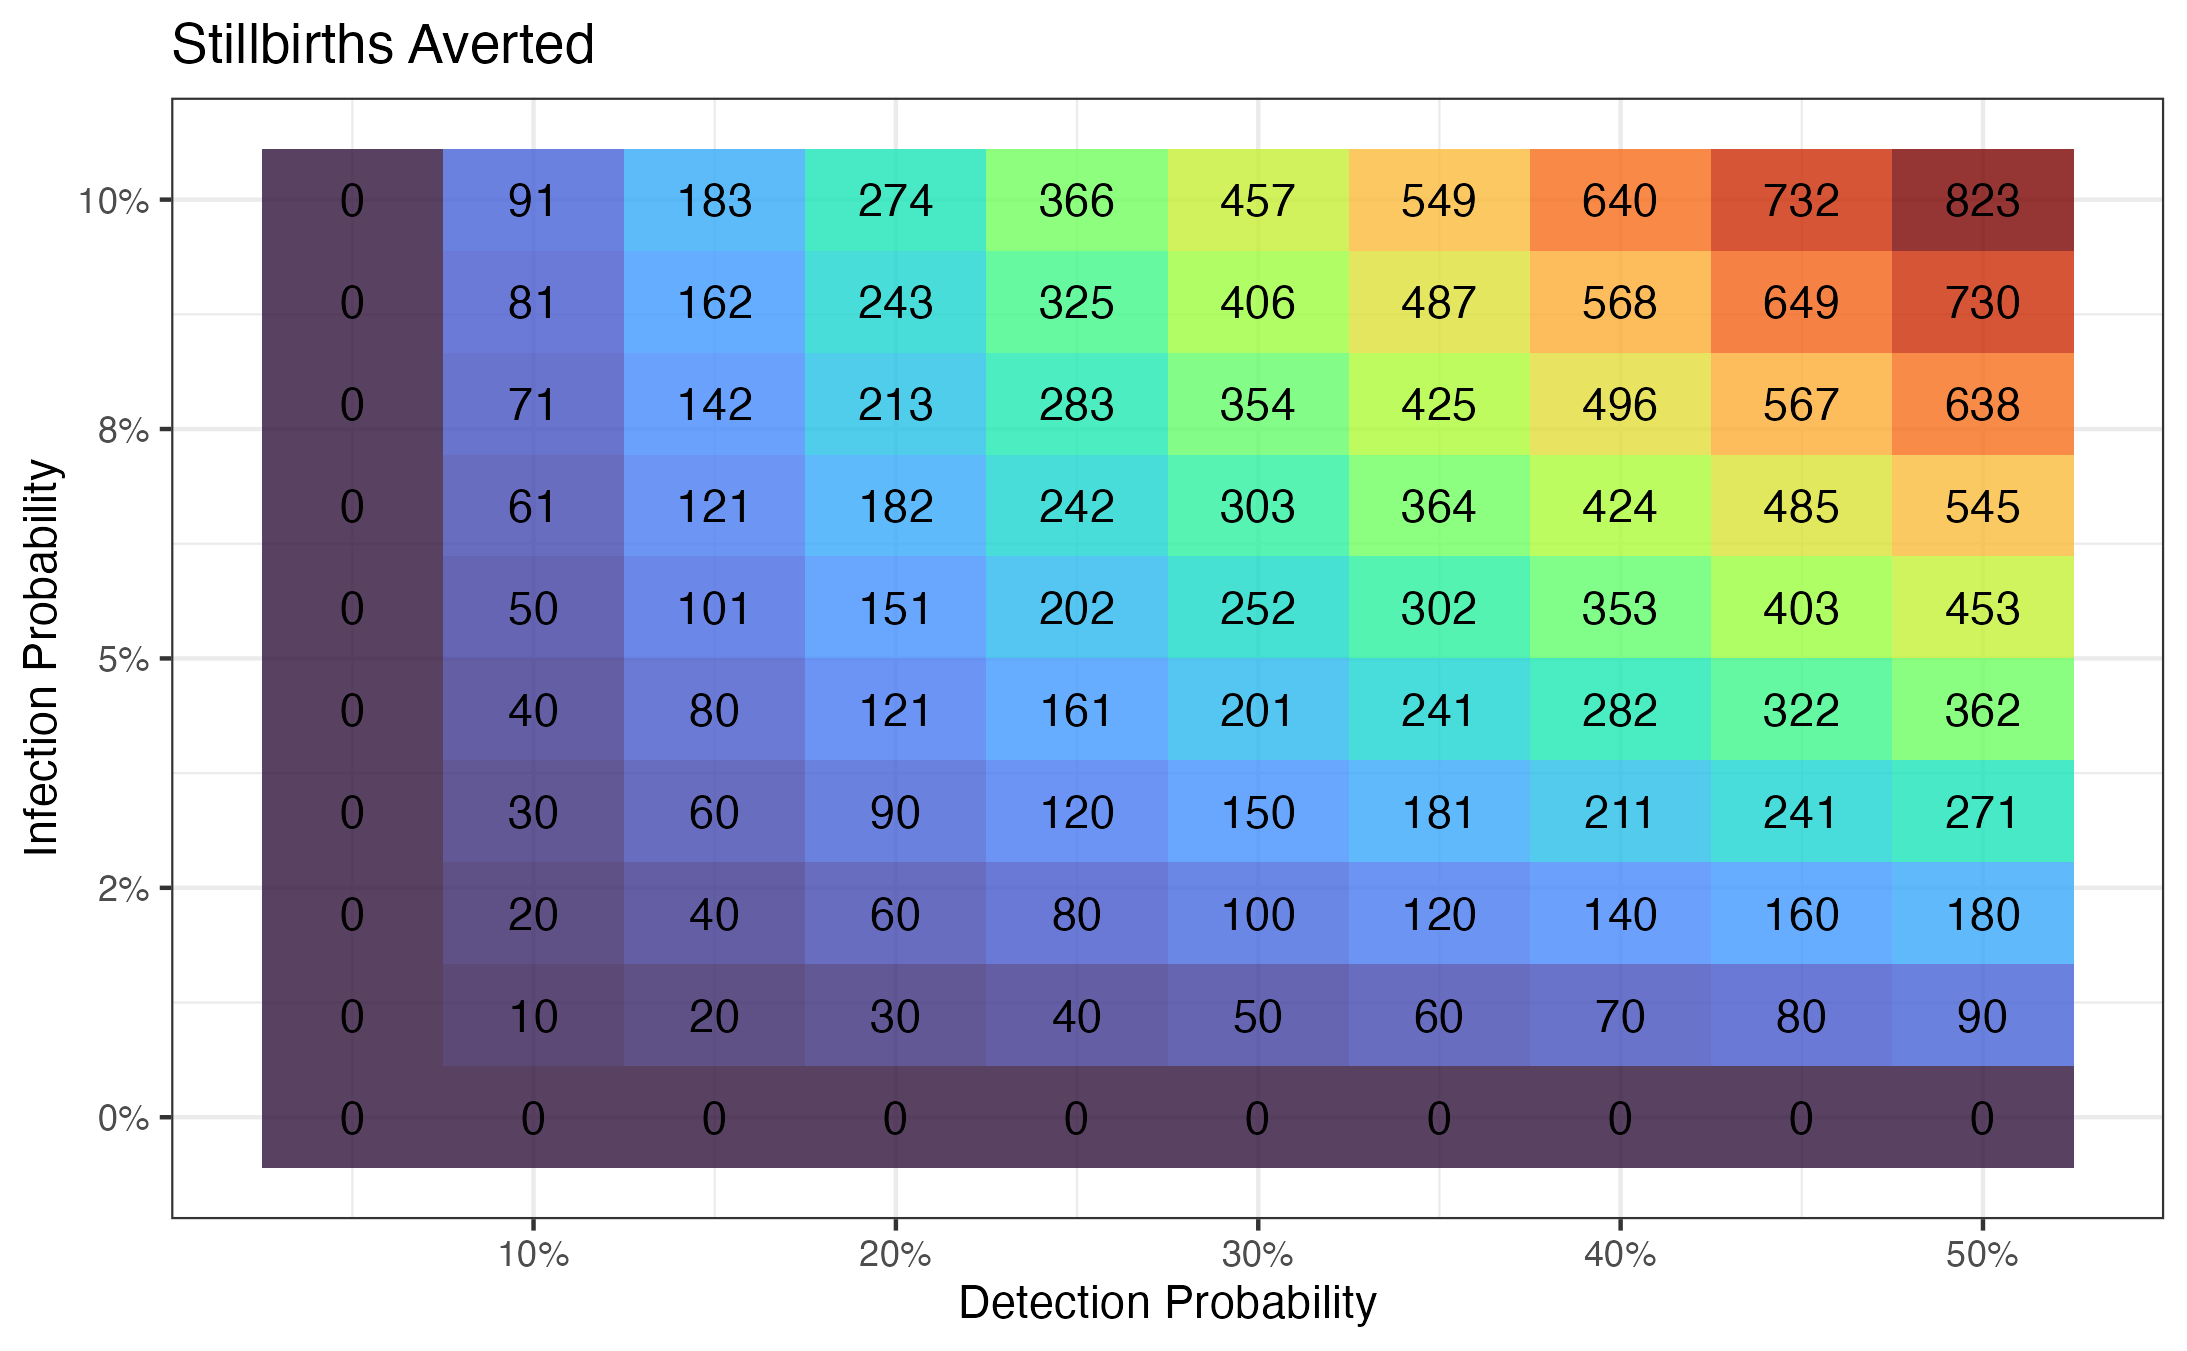 Stillbirths Averted
Infection Probability
10% 0 91 183 274 366 457 549 640 732 823
0 81 162 243 325 406 487 568 649 730
0 71 142 213 283 354 425 496 567 638
8%
0 61 121 182 242 303 364 424 485 545
0 50 101 151 202 252 302 353 403 453
5%
0 40 80 121 161 201 241 282 322 362
0 30 60 90 120 150 181 211 241 271
2%
0 20 40 60 80 100 120 140 160 180
0 10 20 30 40 50 60 70 80 90
0% 0 0 0 0 0 0 0 0 0 0
10% 20% 30% 40% 50%
Detection Probability